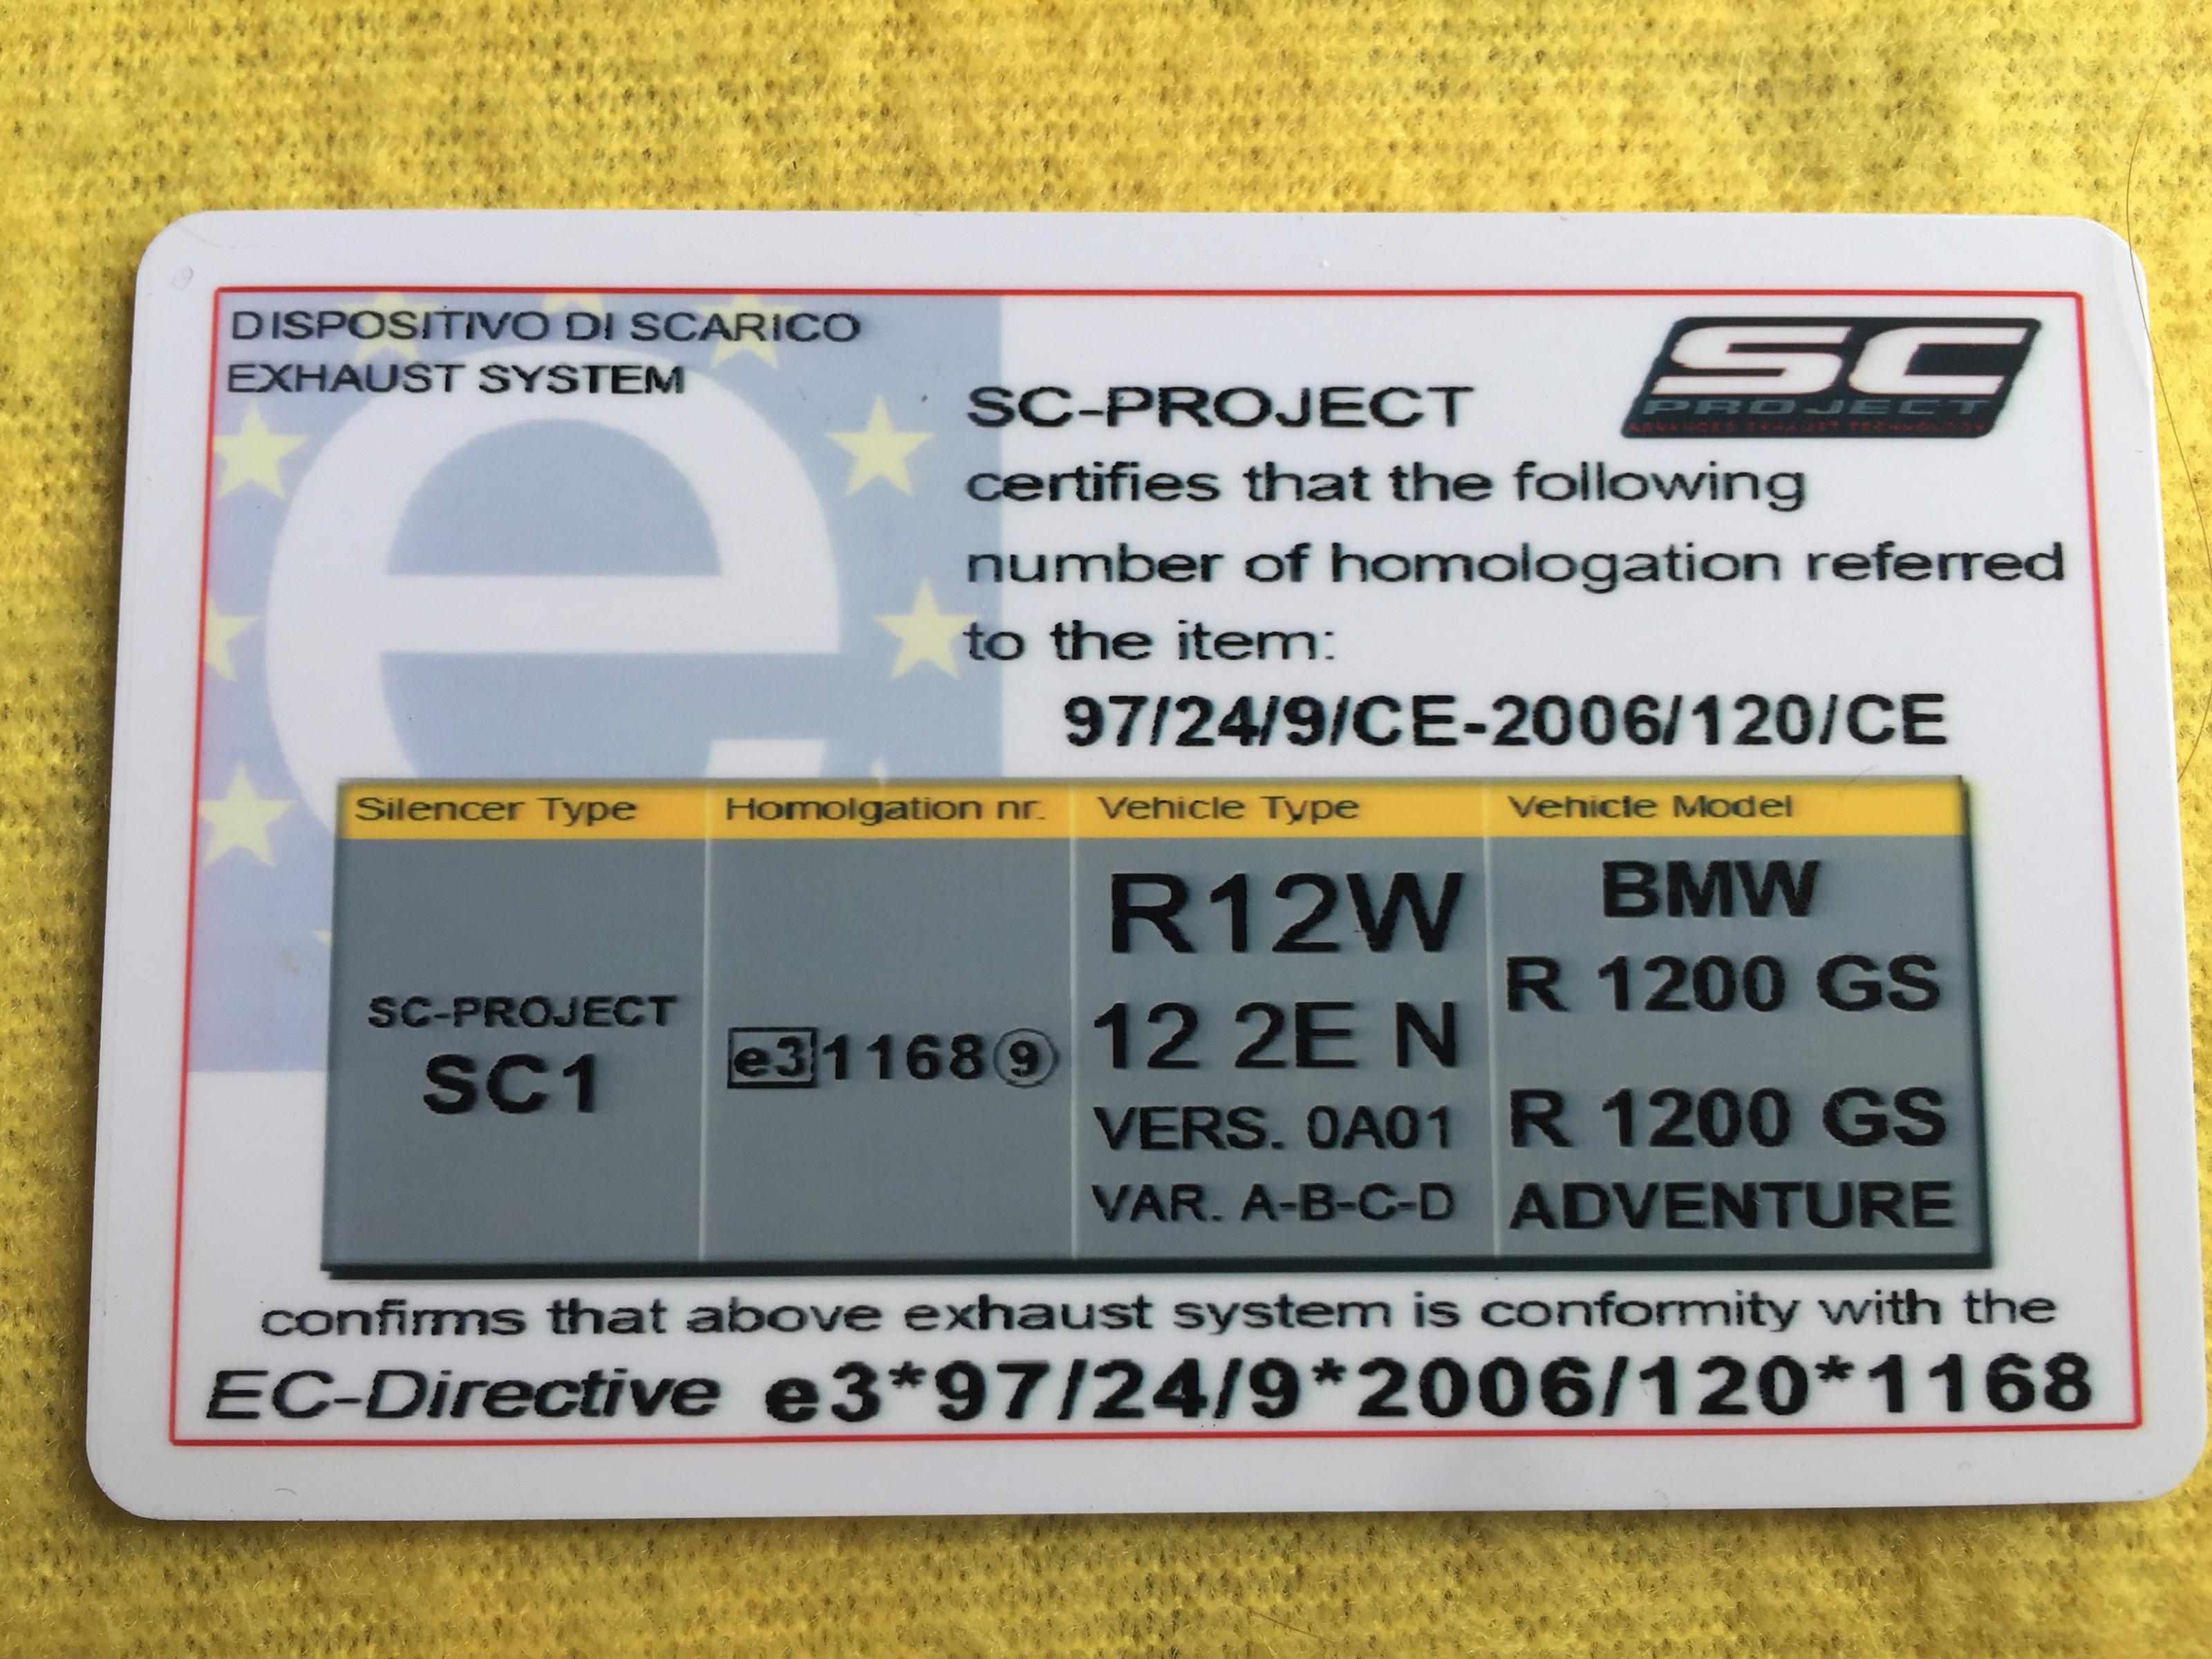 DISPOSITIVO DI SCARICO
EXHAUST SYSTEM
SC
PROJECT
ADVANCED EXHAUST TECHNOLOGY
SC-PROJECT
certifies that the following
number of homologation referred
to the item:
97/24/9/CE-2006/120/CE
Silencer Type
SC-PROJECT
SC1
Homolgation nr.
e3 1168 9
Vehicle Type
R12W
12 2E N
VERS. 0A01
VAR. A-B-C-D
Vehicle Model
BMW
R 1200 GS
R 1200 GS
ADVENTURE
confirms that above exhaust system is conformity with the
EC-Directive e3*97/24/9*2006/120*1168